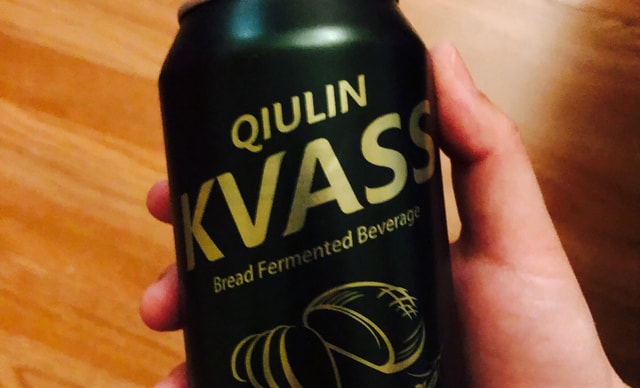 QIULIN
KVASS
Bread Fermented Beverage